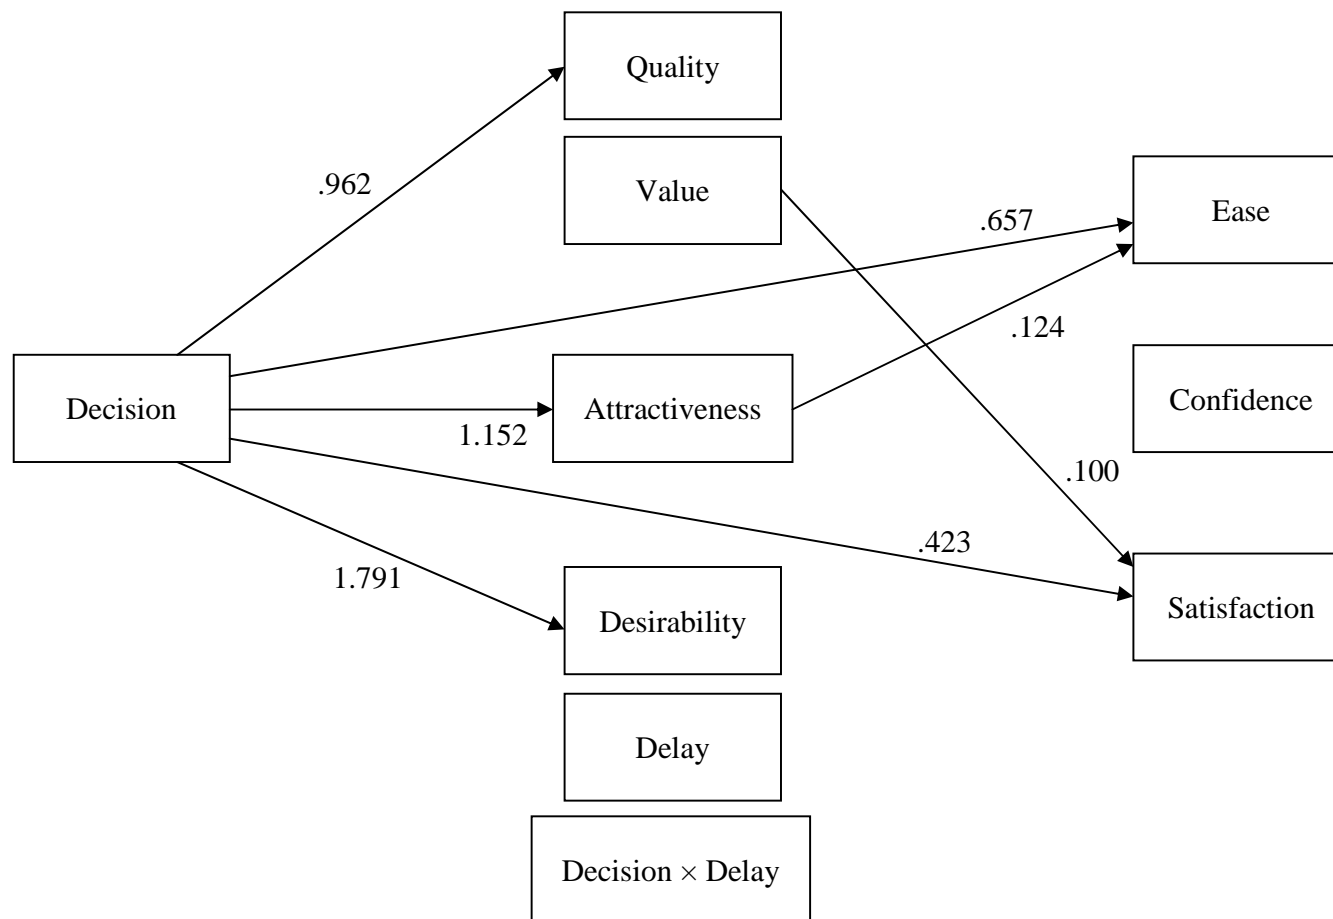 Quality
.962
Value
Ease
.657
.124
Decision
Attractiveness
Confidence
1.152
.100
.423
1.791
Desirability
Satisfaction
Delay
Decision × Delay